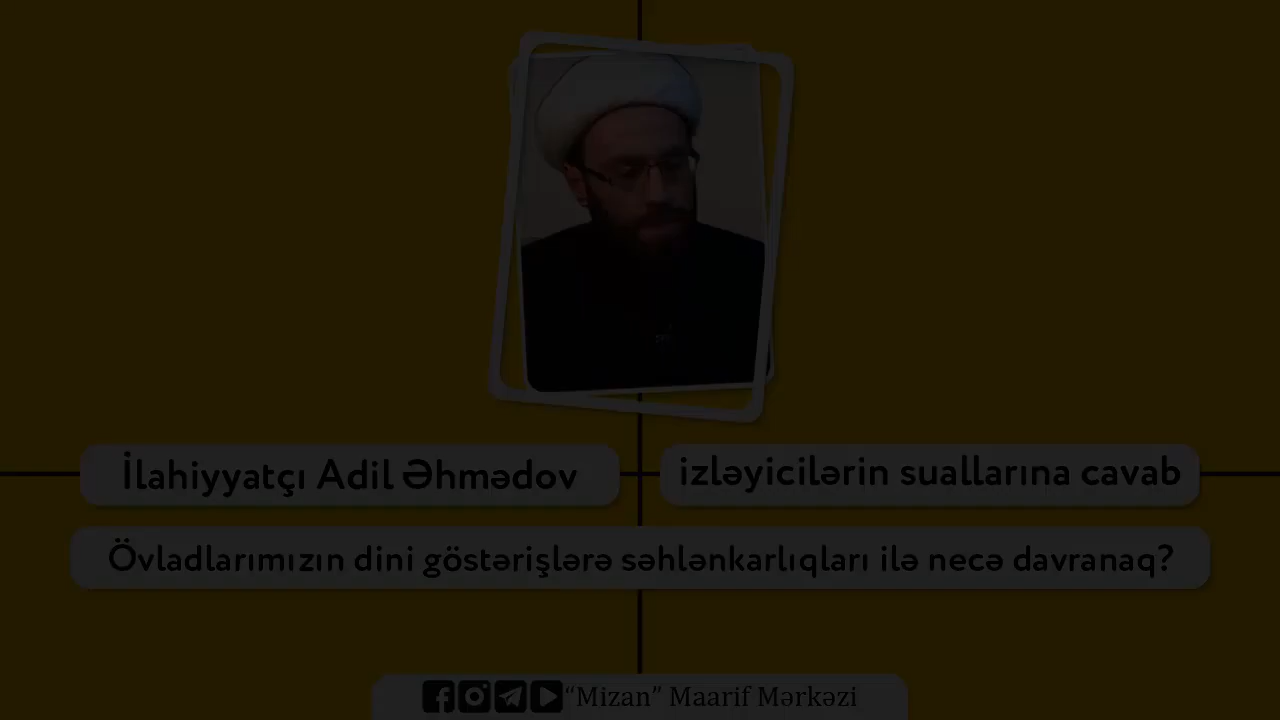 İlahiyyatçı Adil Əhmədov
izləyicilərin suallarına cavab
Övladlarımızın dini göstərişlərə səhlənkarlıqları ilə necə davranaq?
“Mizan” Maarif Mərkəzi